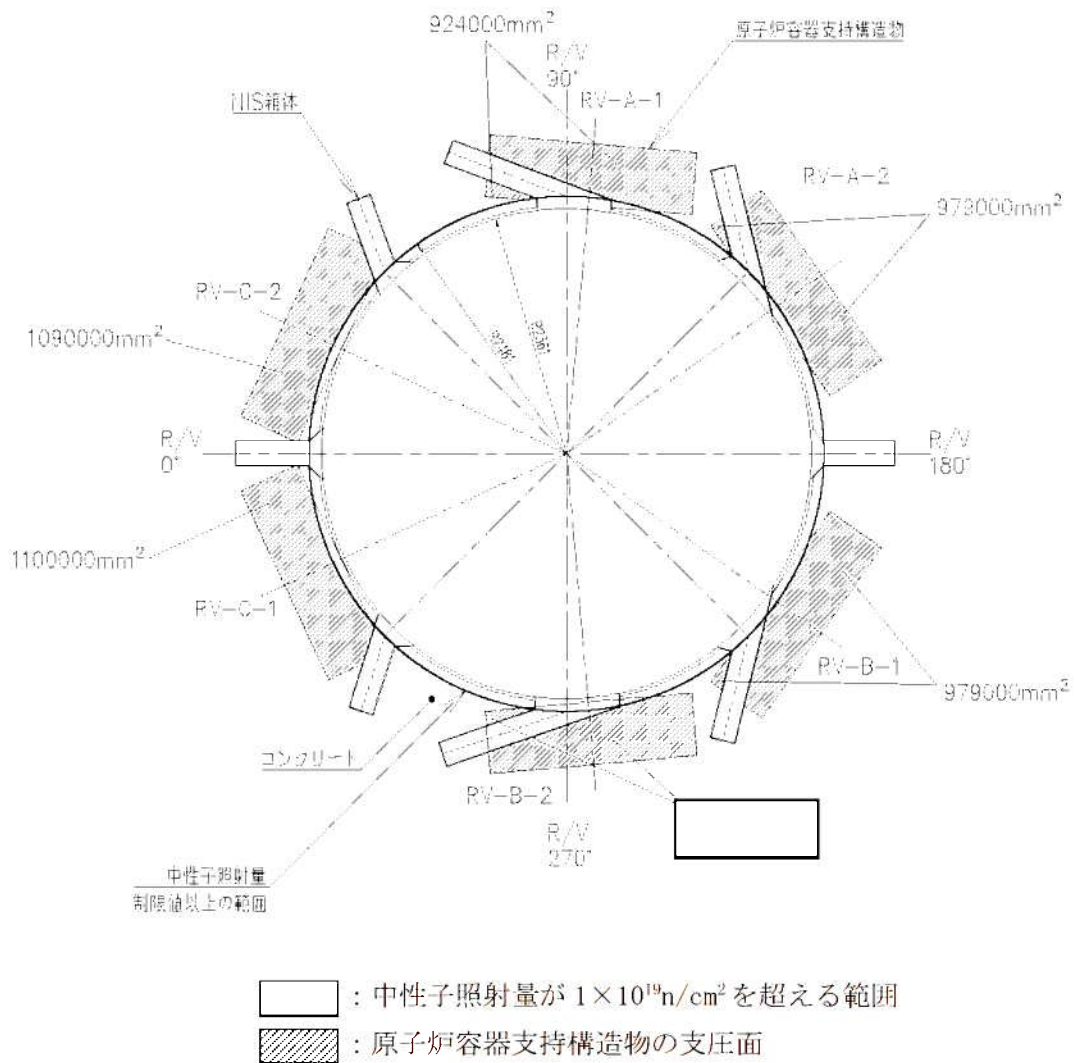 924000mm²
原子炉容器支持構造物
R/V
90°
RV-A-1
NIS箱体
RV-A-2
979000mm²
RV-C-2
1090000mm²
R/V
0°
R/V
180°
1100000mm²
RV-C-1
RV-B-1
979000mm²
コンクリート
RV-B-2
R/V
270°
中性子照射量
制限値以上の範囲
：中性子照射量が 1×10¹⁹n/cm² を超える範囲
：原子炉容器支持構造物の支圧面